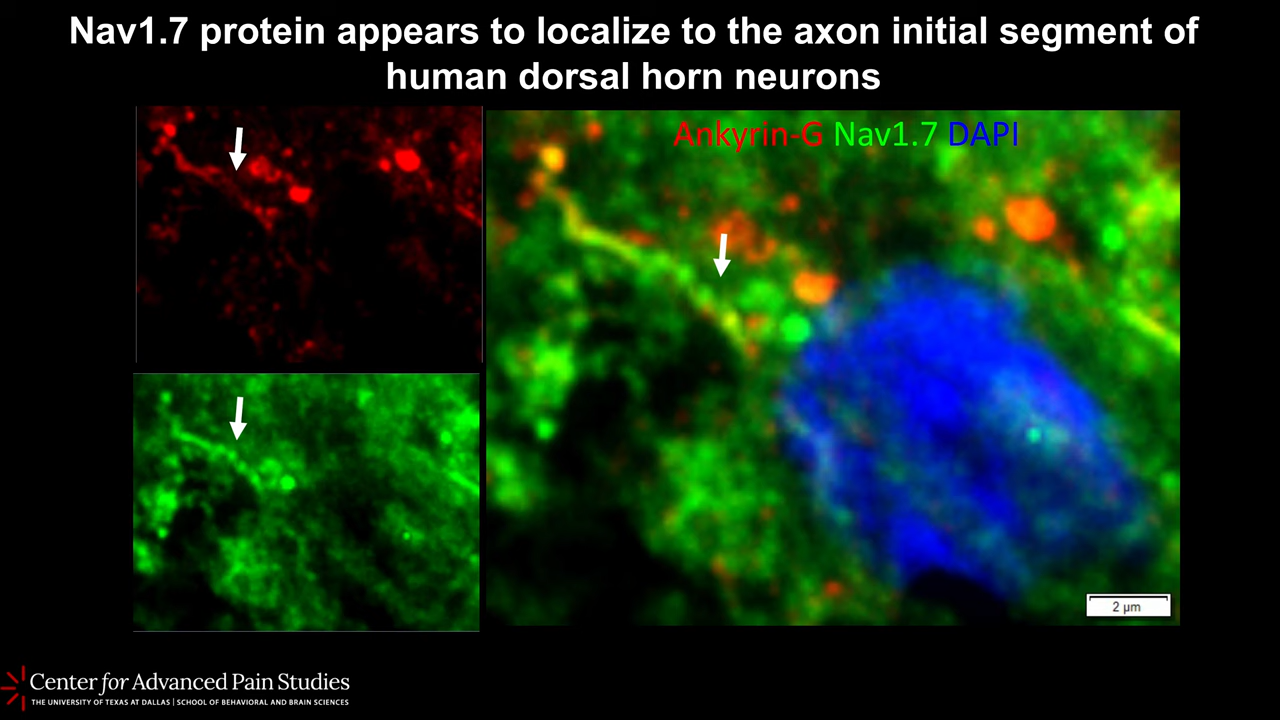 Nav1.7 protein appears to localize to the axon initial segment of
human dorsal horn neurons
Ankyrin-G Nav1.7 DAPI
2 µm
Center for Advanced Pain Studies
THE UNIVERSITY OF TEXAS AT DALLAS | SCHOOL OF BEHAVIORAL AND BRAIN SCIENCES